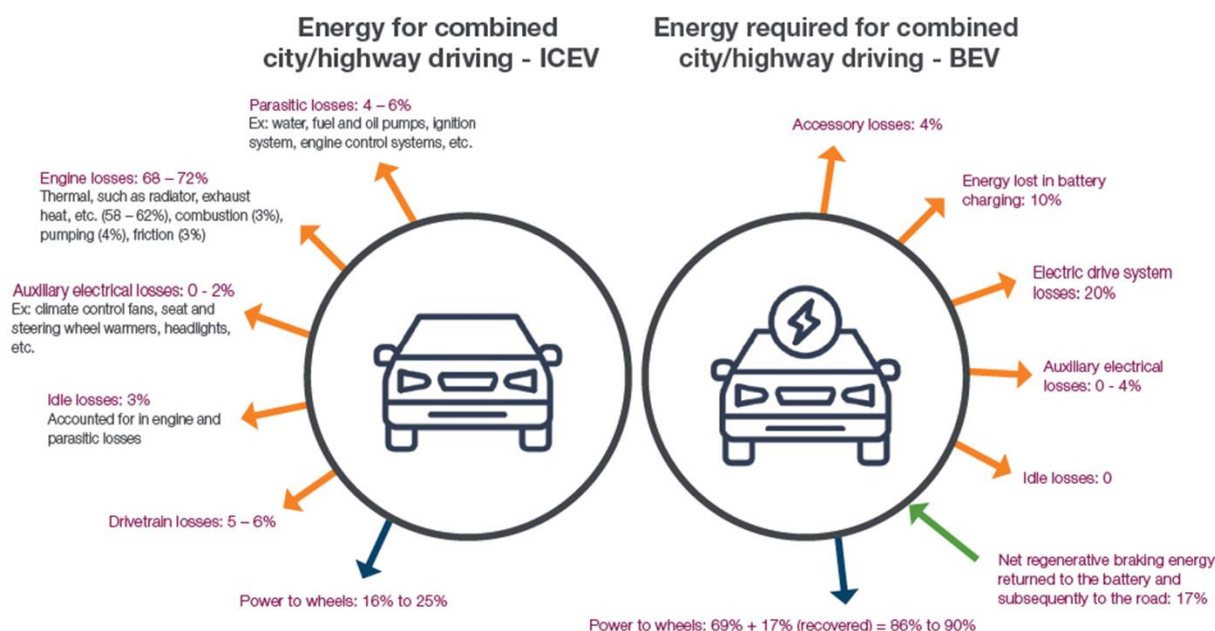 Energy for combined
city/highway driving - ICEV
Parasitic losses: 4 – 6%
Ex: water, fuel and oil pumps, ignition
system, engine control systems, etc.
Engine losses: 68 – 72%
Thermal, such as radiator, exhaust
heat, etc. (58 – 62%), combustion (3%),
pumping (4%), friction (3%)
Auxiliary electrical losses: 0 - 2%
Ex: climate control fans, seat and
steering wheel warmers, headlights,
etc.
Idle losses: 3%
Accounted for in engine and
parasitic losses
Drivetrain losses: 5 – 6%
Power to wheels: 16% to 25%
Energy required for combined
city/highway driving - BEV
Accessory losses: 4%
Energy lost in battery
charging: 10%
Electric drive system
losses: 20%
Auxiliary electrical
losses: 0 - 4%
Idle losses: 0
Net regenerative braking energy
returned to the battery and
subsequently to the road: 17%
Power to wheels: 69% + 17% (recovered) = 86% to 90%